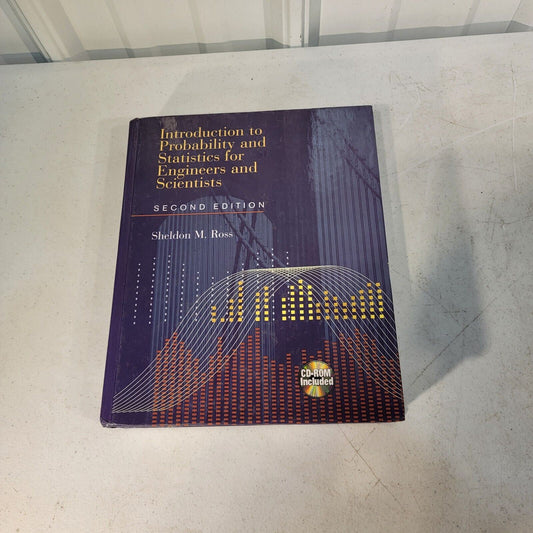 Introduction to
Probability and
Statistics for
Engineers and
Scientists
SECOND EDITION
Sheldon M. Ross
CD-ROM
Included